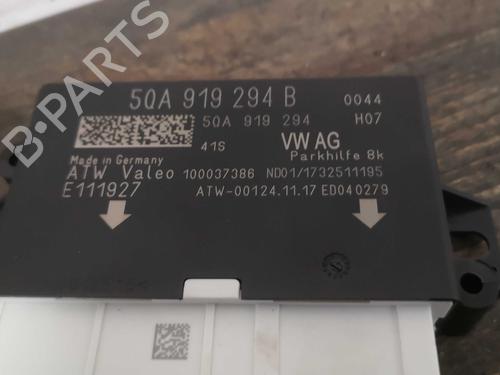 5QA 919 294 B 0044
5QA 919 294 H07
41S VW AG
Made in Germany Parkhilfe 8k
ATW Valeo 100037386 ND01/1732511195
E111927 ATW-00124.11.17 ED040279
B-PARTS